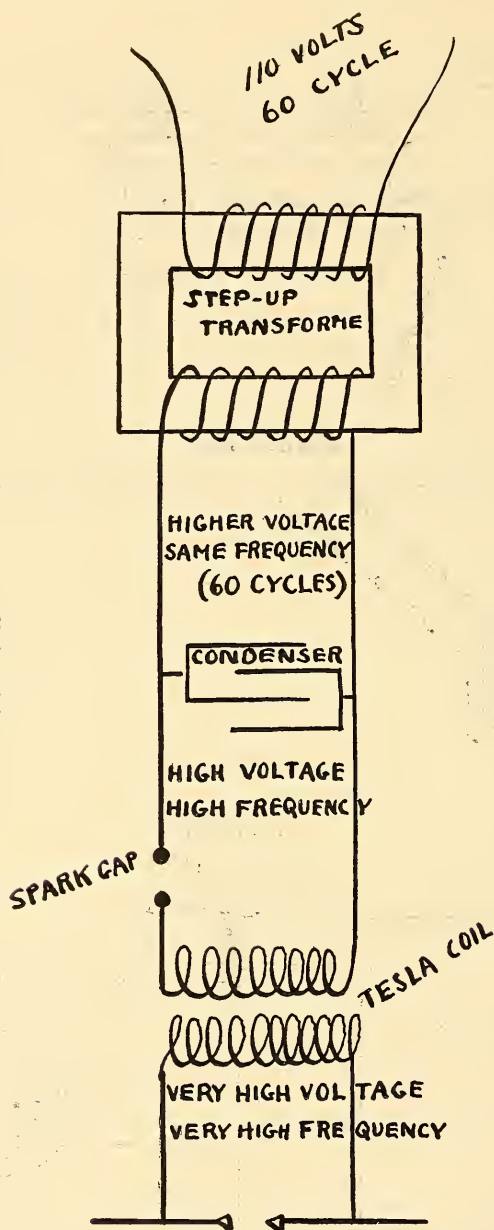 110 VOLTS
60 CYCLE
STEP-UP
TRANSFORME
HIGHER VOLTAGE
SAME FREQUENCY
(60 CYCLES)
CONDENSER
HIGH VOLTAGE
HIGH FREQUENCY
SPARK GAP
TESLA COIL
VERY HIGH VOLTAGE
VERY HIGH FREQUENCY